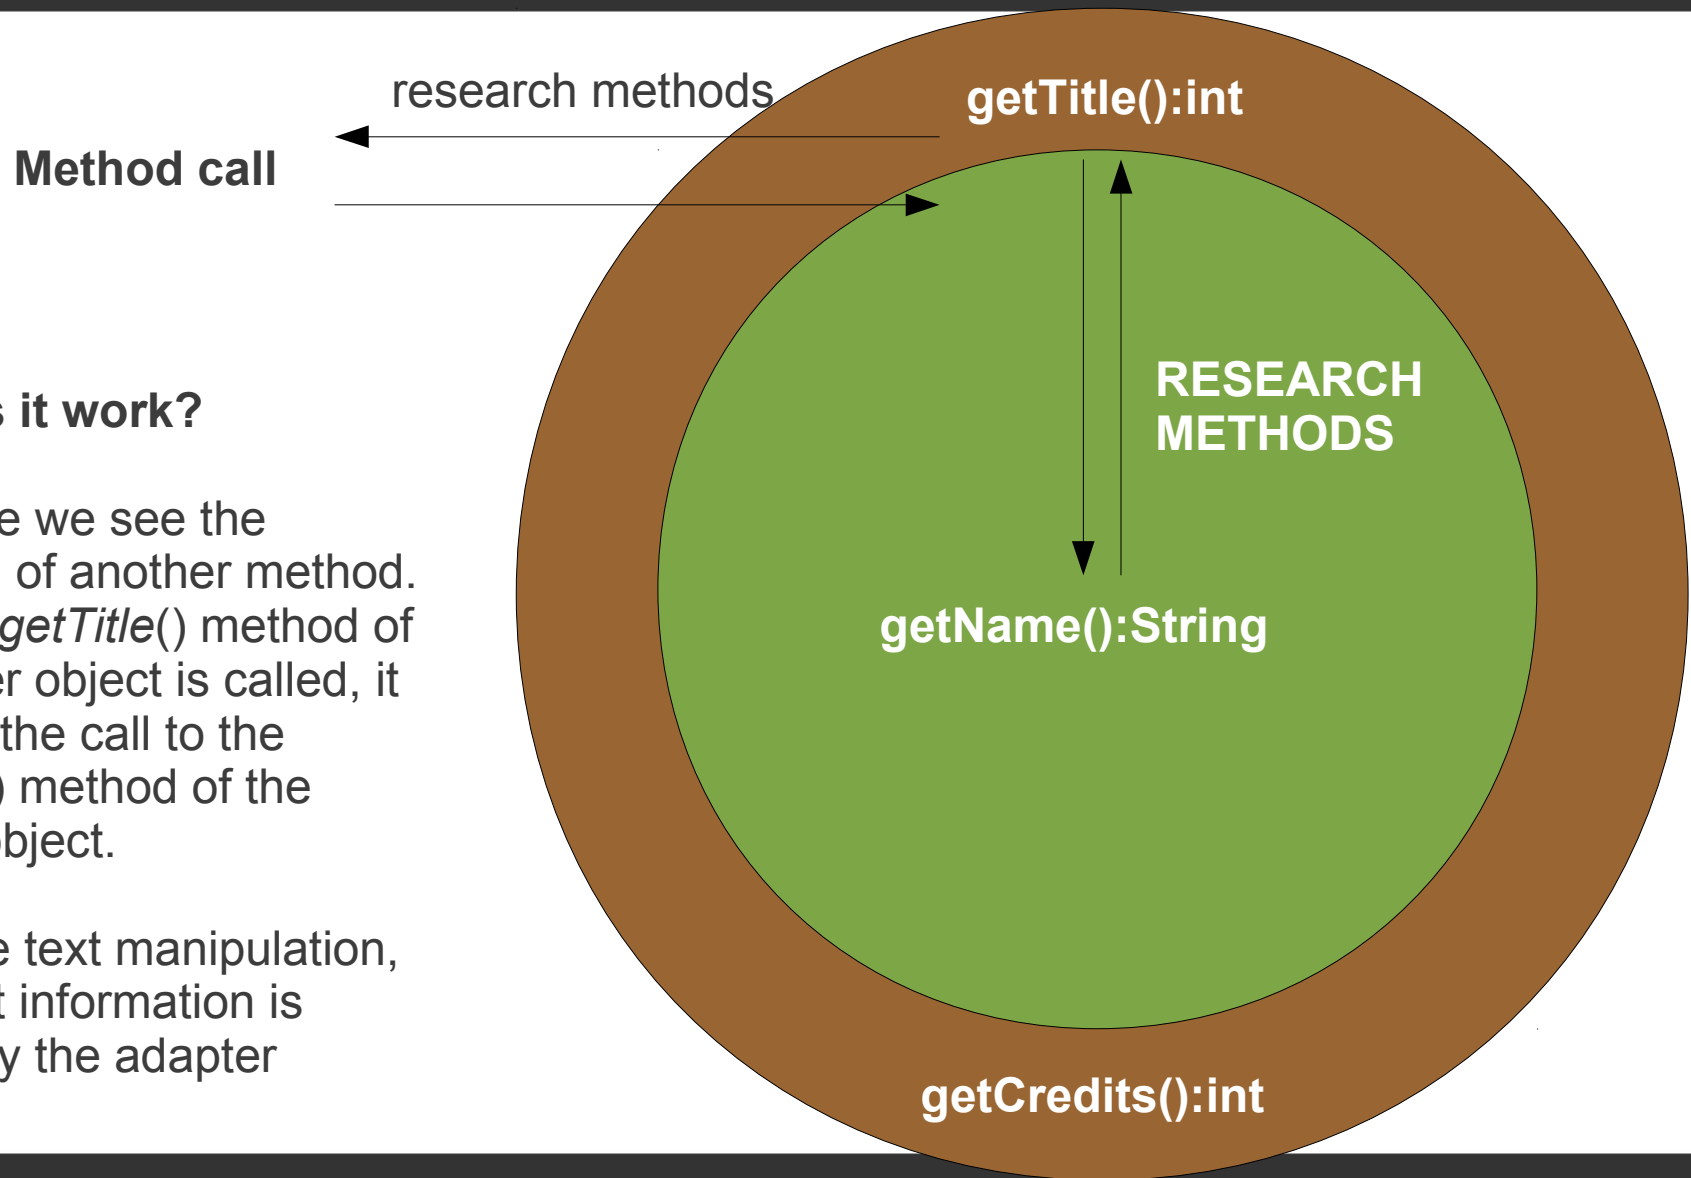 research methods
getTitle():int
Method call
RESEARCH
METHODS
it work?
we see the
of another method.
getTitle() method of
object is called, it
the call to the
) method of the
object.
text manipulation,
information is
the adapter
getName():String
getCredits():int